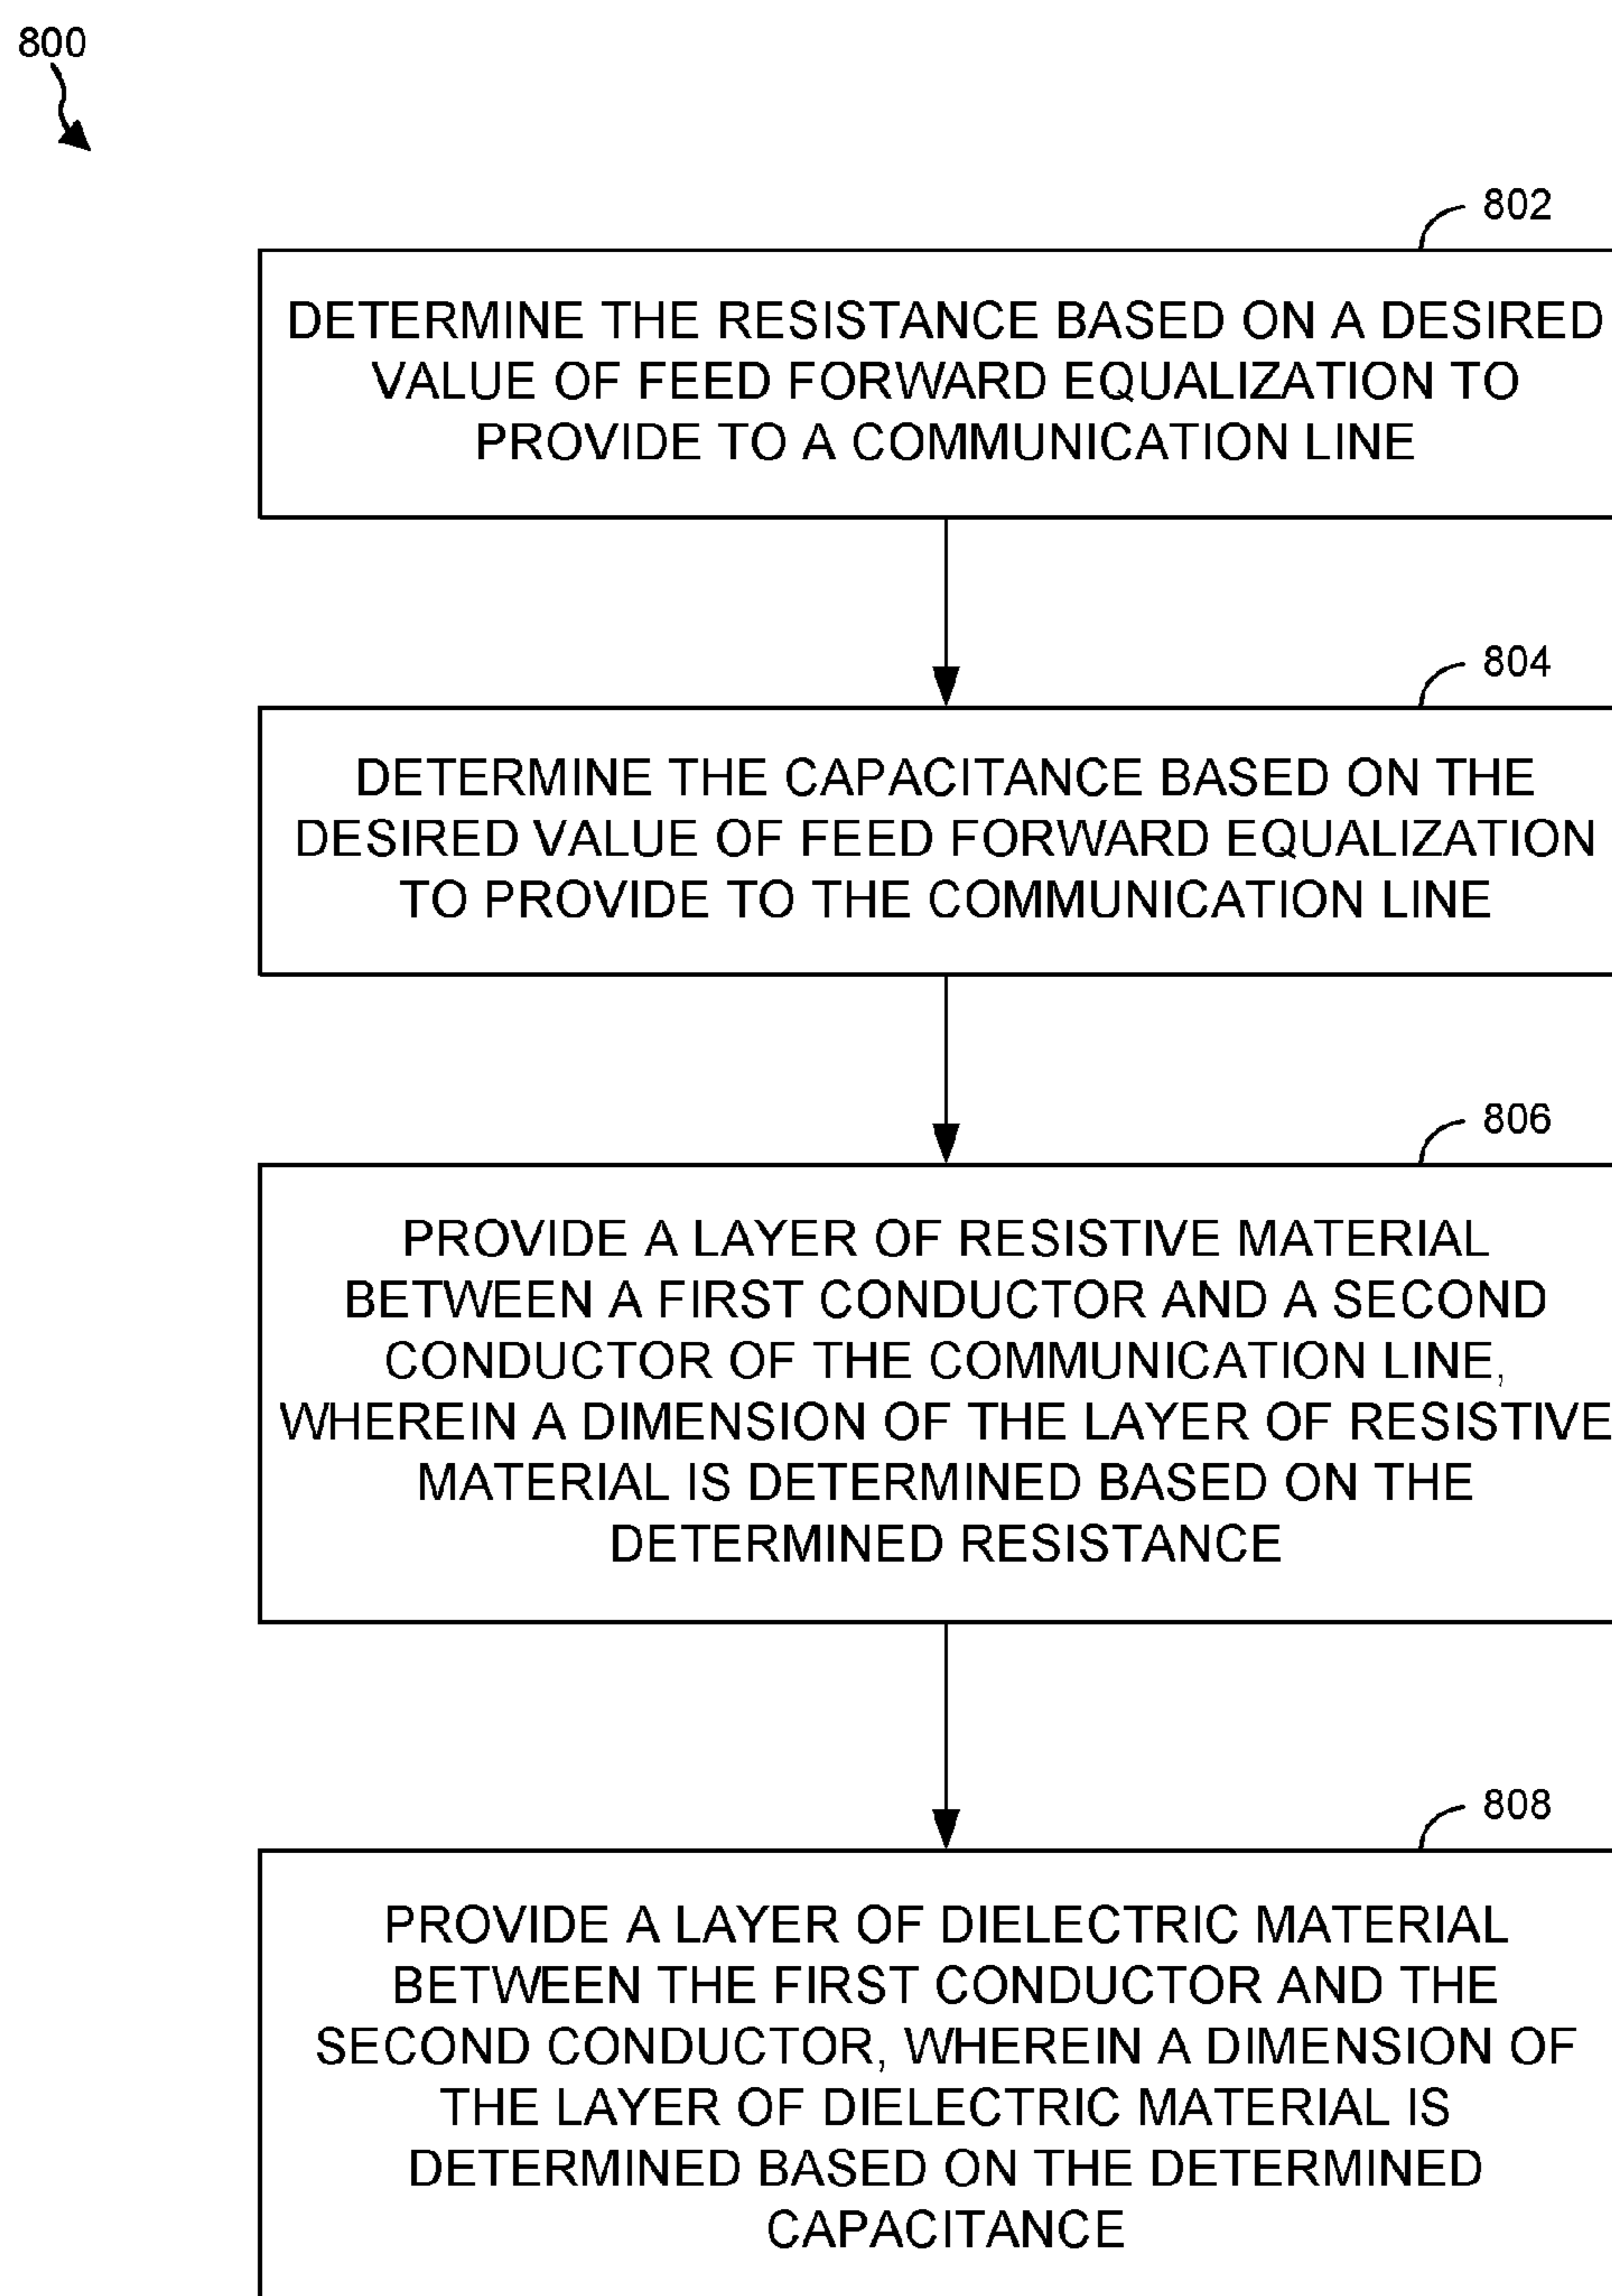 800
802
DETERMINE THE RESISTANCE BASED ON A DESIRED
VALUE OF FEED FORWARD EQUALIZATION TO
PROVIDE TO A COMMUNICATION LINE
804
DETERMINE THE CAPACITANCE BASED ON THE
DESIRED VALUE OF FEED FORWARD EQUALIZATION
TO PROVIDE TO THE COMMUNICATION LINE
806
PROVIDE A LAYER OF RESISTIVE MATERIAL
BETWEEN A FIRST CONDUCTOR AND A SECOND
CONDUCTOR OF THE COMMUNICATION LINE,
WHEREIN A DIMENSION OF THE LAYER OF RESISTIVE
MATERIAL IS DETERMINED BASED ON THE
DETERMINED RESISTANCE
808
PROVIDE A LAYER OF DIELECTRIC MATERIAL
BETWEEN THE FIRST CONDUCTOR AND THE
SECOND CONDUCTOR, WHEREIN A DIMENSION OF
THE LAYER OF DIELECTRIC MATERIAL IS
DETERMINED BASED ON THE DETERMINED
CAPACITANCE